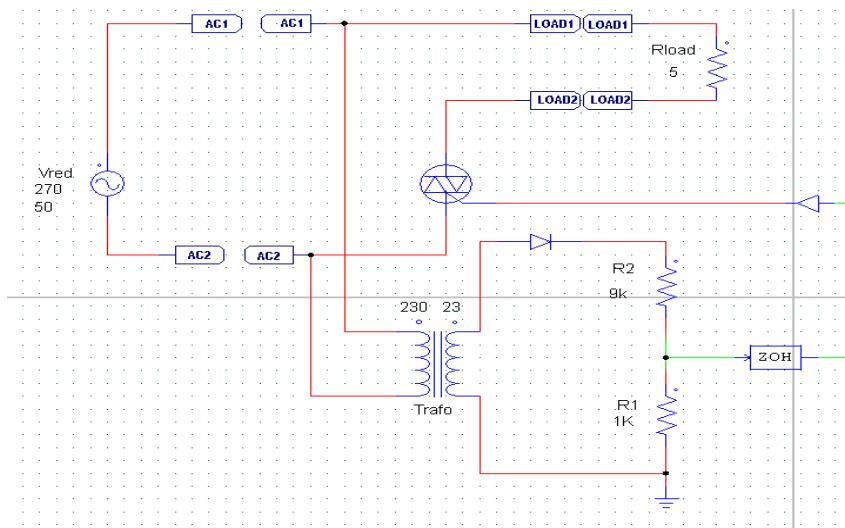 AC1 AC1 LOAD1 LOAD1
Rload
5
LOAD2 LOAD2
Vred
270
50
AC2 AC2
R2
9k
230 23
ZOH
Trafo
R1
1K